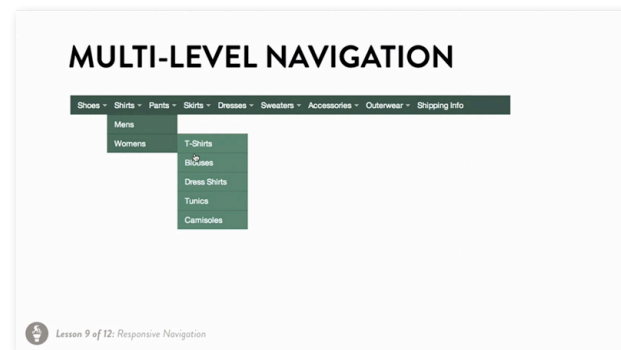 MULTI-LEVEL NAVIGATION
Shoes Shirts Pants Skirts Dresses Sweaters Accessories Outerwear Shipping Info
Mens
Womens
T-Shirts
Blouses
Dress Shirts
Tunics
Camisoles
Lesson 9 of 12: Responsive Navigation